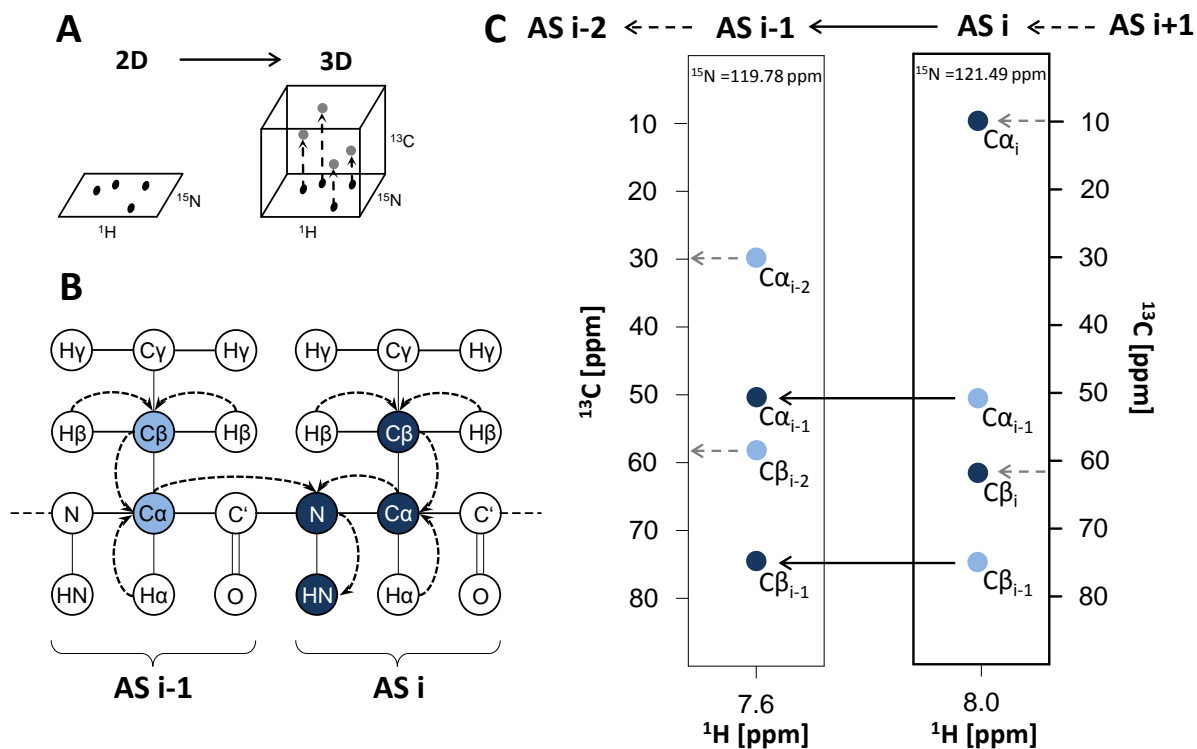 A
2D
3D
13C
15N
15N
1H
1H
B
Hγ Cγ Hγ Hγ Cγ Hγ
Hβ Cβ Hβ Hβ Cβ Hβ
N Cα C' N Cα C'
HN Hα O HN Hα O
AS i-1 AS i
C
AS i-2 AS i-1 AS i AS i+1
15N =119.78 ppm
15N =121.49 ppm
10 10
Cαi
20 20
30 30
Cαi-2
40 40
13C [ppm] 13C [ppm]
50 50
Cαi-1 Cαi-1
60 60
Cβi-2 Cβi
70 70
Cβi-1 Cβi-1
80 80
7.6 8.0
1H [ppm] 1H [ppm]